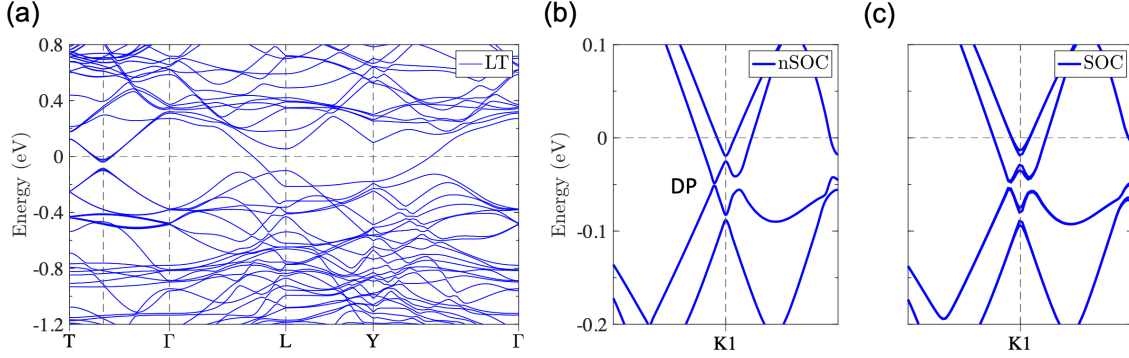 (a)
(b)
(c)
Energy (eV)
0.8
0.4
0
-0.4
-0.8
-1.2
LT
T
Γ
L
Y
Γ
Energy (eV)
0.1
0
-0.1
-0.2
nSOC
DP
K1
SOC
K1